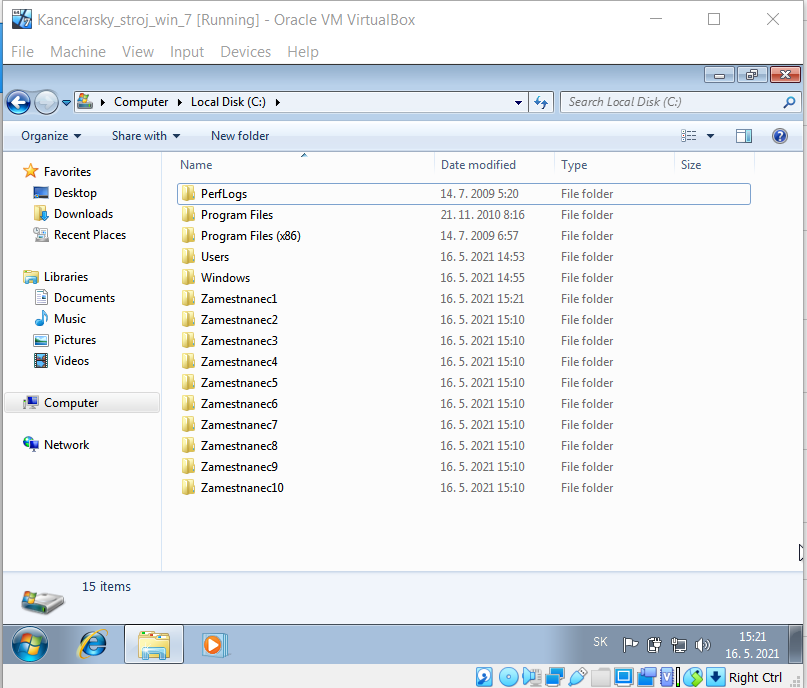 Kancelarsky_stroj_win_7 [Running] - Oracle VM VirtualBox
File Machine View Input Devices Help
Computer Local Disk (C:) Search Local Disk (C:)
Organize Share with New folder
Favorites
Desktop
Downloads
Recent Places
Libraries
Documents
Music
Pictures
Videos
Computer
Network
Name Date modified Type Size
PerfLogs 14. 7. 2009 5:20 File folder
Program Files 21. 11. 2010 8:16 File folder
Program Files (x86) 14. 7. 2009 6:57 File folder
Users 16. 5. 2021 14:53 File folder
Windows 16. 5. 2021 14:55 File folder
Zamestnanec1 16. 5. 2021 15:21 File folder
Zamestnanec2 16. 5. 2021 15:10 File folder
Zamestnanec3 16. 5. 2021 15:10 File folder
Zamestnanec4 16. 5. 2021 15:10 File folder
Zamestnanec5 16. 5. 2021 15:10 File folder
Zamestnanec6 16. 5. 2021 15:10 File folder
Zamestnanec7 16. 5. 2021 15:10 File folder
Zamestnanec8 16. 5. 2021 15:10 File folder
Zamestnanec9 16. 5. 2021 15:10 File folder
Zamestnanec10 16. 5. 2021 15:10 File folder
15 items
SK 15:21
16. 5. 2021
Right Ctrl